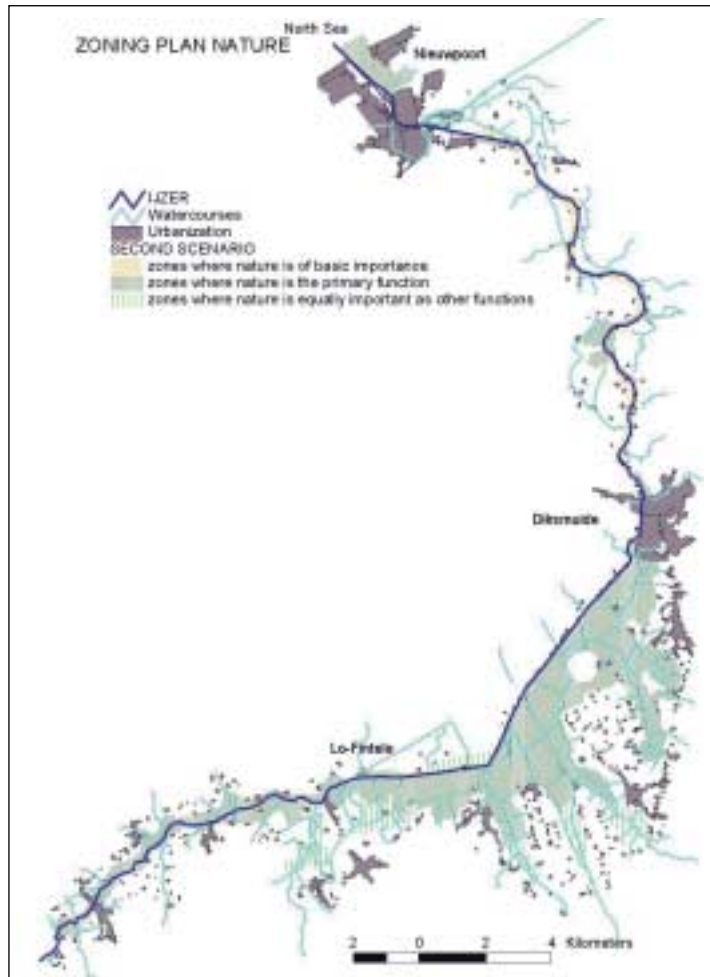 North Sea
ZONING PLAN NATURE
Nieuwpoort
IJZER
Watercourses
Urbanization
SECOND SCENARIO
zones where nature is of basic importance
zones where nature is the primary function
zones where nature is equally important as other functions
Diksmuide
Lo-Fintele
2 0 2 4 Kilometers